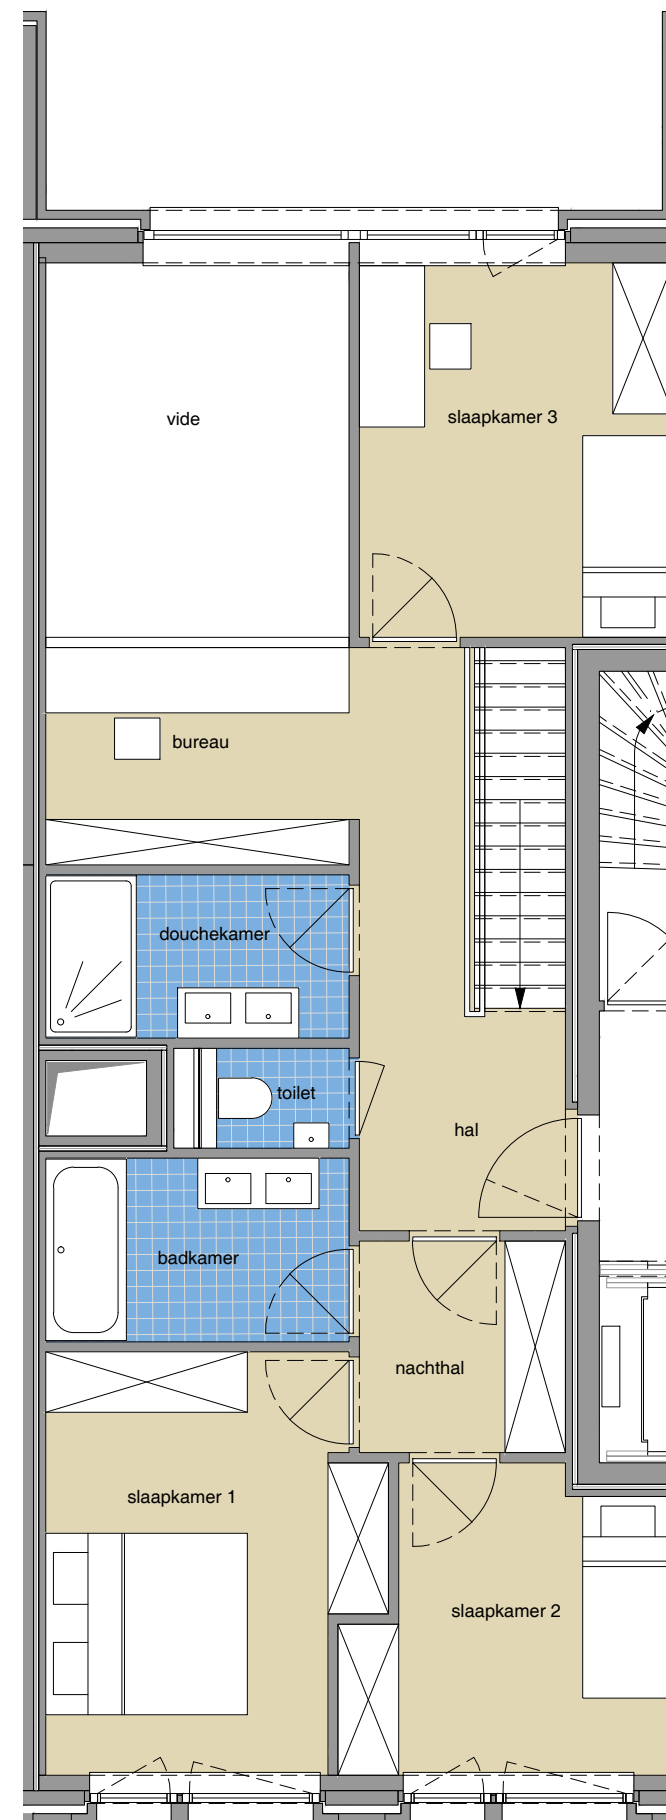 vide
slaapkamer 3
bureau
douchekamer
toilet
hal
badkamer
nachthal
slaapkamer 1
slaapkamer 2